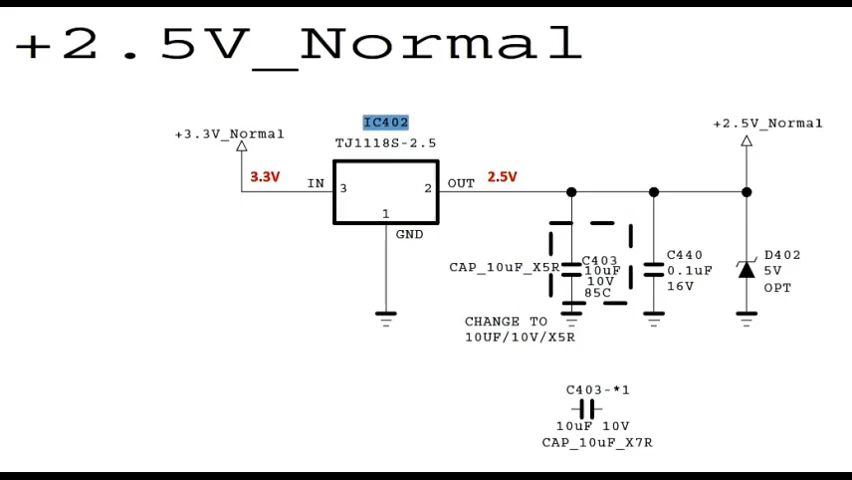 +2.5V_Normal
IC402
+3.3V_Normal
TJ1118S-2.5
+2.5V_Normal
3.3V
IN
3
2
OUT
2.5V
1
GND
CAP_10uF_X5R
C403
10uF
10V
85C
C440
0.1uF
16V
D402
5V
OPT
CHANGE TO
10UF/10V/X5R
C403-*1
10uF 10V
CAP_10uF_X7R